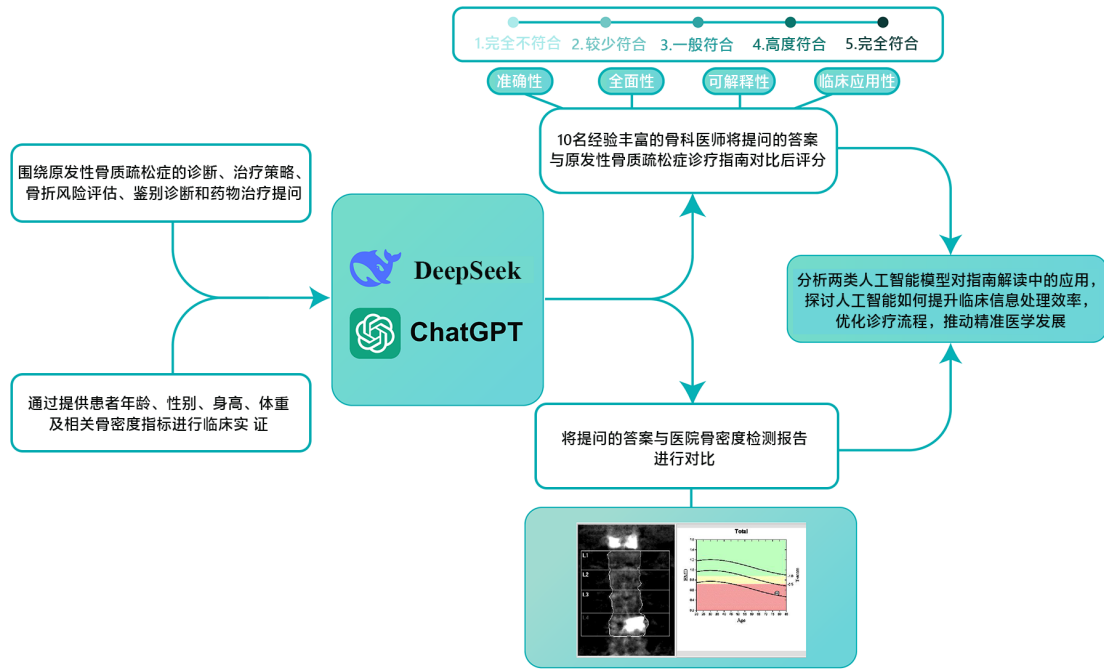 1.完全不符合 2.较少符合 3.一般符合 4.高度符合 5.完全符合
准确性 全面性 可解释性 临床应用性
10名经验丰富的骨科医师将提问的答案
与原发性骨质疏松症诊疗指南对比后评分
围绕原发性骨质疏松症的诊断、治疗策略、
骨折风险评估、鉴别诊断和药物治疗提问
DeepSeek
ChatGPT
分析两类人工智能模型对指南解读中的应用，
探讨人工智能如何提升临床信息处理效率，
优化诊疗流程，推动精准医学发展
通过提供患者年龄、性别、身高、体重
及相关骨密度指标进行临床实 证
将提问的答案与医院骨密度检测报告
进行对比
L1
L2
L3
L4
Total
BMD
Age